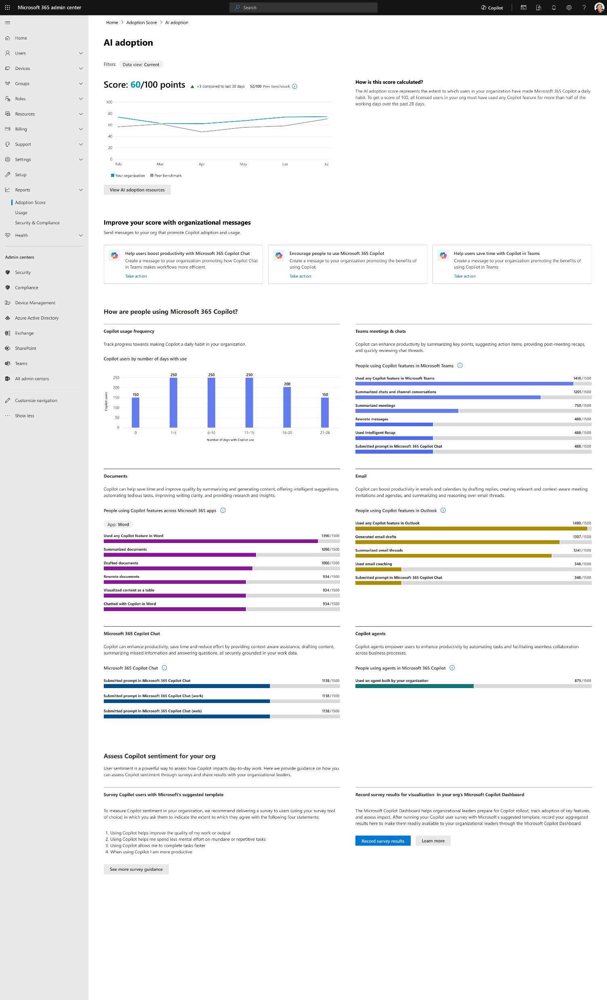 Microsoft 365 admin center
Search
Copilot
Home
Users
Devices
Groups
Roles
Resources
Billing
Support
Settings
Setup
Reports
Adoption Score
Usage
Security & Compliance
Health
Admin centers
Security
Compliance
Device Management
Azure Active Directory
Exchange
SharePoint
Teams
All admin centers
Customize navigation
Show less
Home > Adoption Score > AI adoption
AI adoption
Filters: Data view: Current
Score: 60/100 points +3 compared to last 30 days 52/100 Peer benchmark
100
80
60
40
20
0
Feb Mar Apr May Jun Jul
Your organization Peer benchmark
View AI adoption resources
How is this score calculated?
The AI adoption score represents the extent to which users in your organization have made Microsoft 365 Copilot a daily
habit. To get a score of 100, all licensed users in your org must have used any Copilot feature for more than half of the
working days over the past 28 days.
Improve your score with organizational messages
Send messages to your org that promote Copilot adoption and usage.
Help users boost productivity with Microsoft 365 Copilot Chat
Create a message to your organization promoting how Copilot Chat
in Teams makes workflows more efficient.
Take action
Encourage people to use Microsoft 365 Copilot
Create a message to your organization promoting the benefits of
using Copilot.
Take action
Help users save time with Copilot in Teams
Create a message to your organization promoting the benefits of
using Copilot in Teams.
Take action
How are people using Microsoft 365 Copilot?
Copilot usage frequency
Track progress towards making Copilot a daily habit in your organization.
Copilot users by number of days with use
Copilot users
250
200
150
100
50
0
150 250 250 250 200 150
0 1-5 6-10 11-15 16-20 21-28
Number of days with Copilot use
Teams meetings & chats
Copilot can enhance productivity by summarizing key points, suggesting action items, providing post-meeting recaps,
and quickly reviewing chat threads.
People using Copilot features in Microsoft Teams
Used any Copilot feature in Microsoft Teams 1418/1500
Summarized chats and channel conversations 1201/1500
Summarized meetings 750/1500
Rewrote messages 488/1500
Used Intelligent Recap 488/1500
Submitted prompt in Microsoft 365 Copilot Chat 488/1500
Documents
Copilot can help save time and improve quality by summarizing and generating content, offering intelligent suggestions,
automating tedious tasks, improving writing clarity, and providing research and insights.
People using Copilot features across Microsoft 365 apps
App: Word
Used any Copilot feature in Word 1390/1500
Summarized documents 1090/1500
Drafted documents 1000/1500
Rewrote documents 934/1500
Visualized content as a table 934/1500
Chatted with Copilot in Word 934/1500
Email
Copilot can boost productivity in emails and calendars by drafting replies, creating relevant and context-aware meeting
invitations and agendas, and summarizing and reasoning over email threads.
People using Copilot features in Outlook
Used any Copilot feature in Outlook 1490/1500
Generated email drafts 1307/1500
Summarized email threads 1241/1500
Used email coaching 348/1500
Submitted prompt in Microsoft 365 Copilot Chat 348/1500
Microsoft 365 Copilot Chat
Copilot can enhance productivity, save time and reduce effort by providing context-aware assistance, drafting content,
summarizing missed information and answering questions, all securely grounded in your work data.
Microsoft 365 Copilot Chat
Submitted prompt in Microsoft 365 Copilot Chat 1138/1500
Submitted prompt in Microsoft 365 Copilot Chat (work) 1138/1500
Submitted prompt in Microsoft 365 Copilot Chat (web) 1138/1500
Copilot agents
Copilot agents empower users to enhance productivity by automating tasks and facilitating seamless collaboration
across business processes.
People using agents in Microsoft 365 Copilot
Used an agent built by your organization 875/1500
Assess Copilot sentiment for your org
User sentiment is a powerful way to assess how Copilot impacts day-to-day work. Here we provide guidance on how you
can assess Copilot sentiment through surveys and share results with your organizational leaders.
Survey Copilot users with Microsoft's suggested template
To measure Copilot sentiment in your organization, we recommend delivering a survey to users (using your survey tool
of choice) in which you ask them to indicate the extent to which they agree with the following four statements:
1. Using Copilot helps improve the quality of my work or output
2. Using Copilot helps me spend less mental effort on mundane or repetitive tasks
3. Using Copilot allows me to complete tasks faster
4. When using Copilot I am more productive
See more survey guidance
Record survey results for visualization in your org's Microsoft Copilot Dashboard
The Microsoft Copilot Dashboard helps organizational leaders prepare for Copilot rollout, track adoption of key features,
and assess impact. After running your Copilot user survey with Microsoft's suggested template, record your aggregated
results here to make them readily available to your organizational leaders through the Microsoft Copilot Dashboard.
Record survey results
Learn more